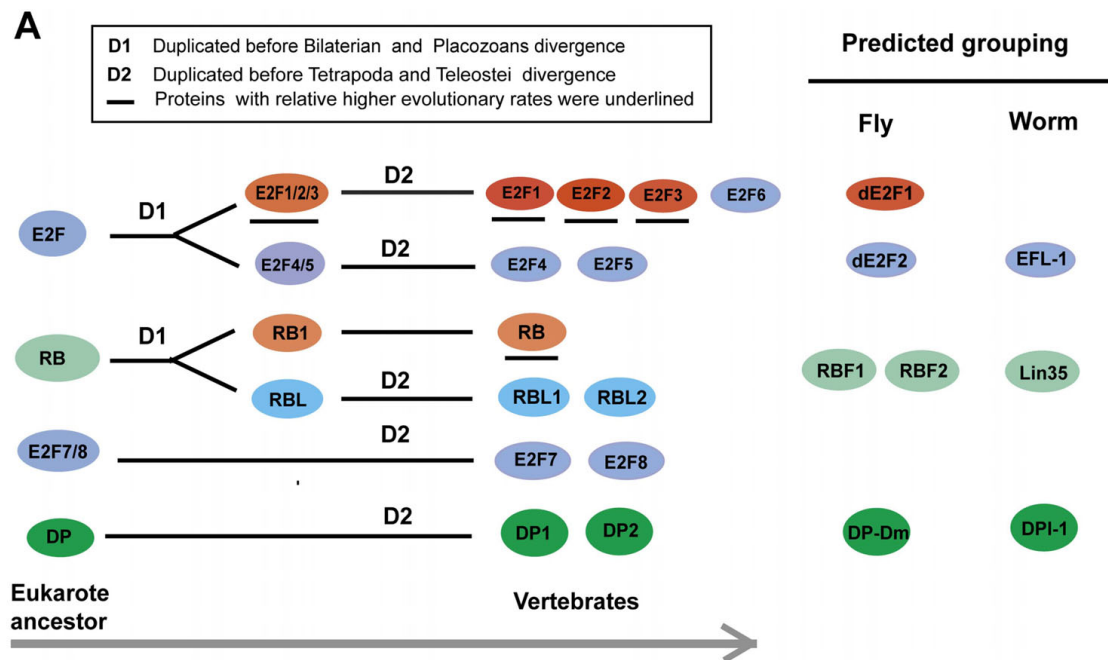 A
D1 Duplicated before Bilaterian and Placozoans divergence
D2 Duplicated before Tetrapoda and Teleostei divergence
Proteins with relative higher evolutionary rates were underlined
Predicted grouping
Fly Worm
E2F D1 E2F1/2/3 D2 E2F1 E2F2 E2F3 E2F6 dE2F1
E2F4/5 D2 E2F4 E2F5 dE2F2 EFL-1
RB D1 RB1 RB RBF1 RBF2 Lin35
RBL D2 RBL1 RBL2
E2F7/8 D2 E2F7 E2F8
DP D2 DP1 DP2 DP-Dm DPI-1
Eukarote
ancestor
Vertebrates